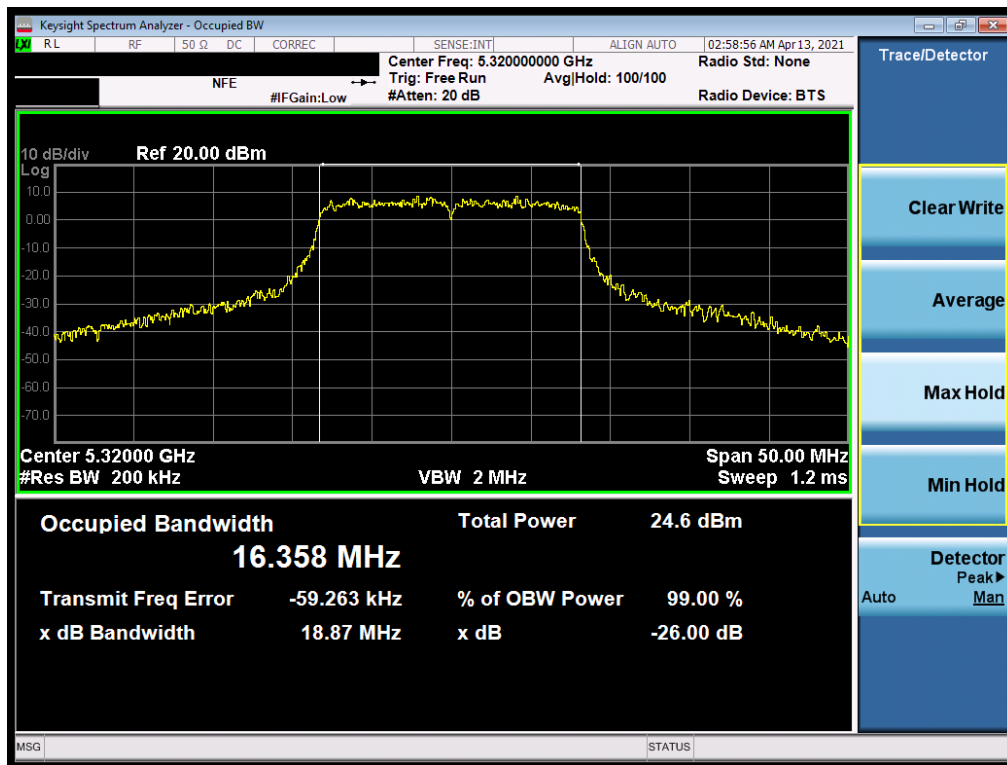 Keysight Spectrum Analyzer - Occupied BW
LXI RL RF 50 Ω DC CORREC SENSE:INT ALIGN AUTO 02:58:56 AM Apr 13, 2021
Center Freq: 5.320000000 GHz Radio Std: None
NFE Trig: Free Run Avg|Hold: 100/100
#IFGain:Low #Atten: 20 dB Radio Device: BTS
10 dB/div Ref 20.00 dBm
Log
10.0
0.00
-10.0
-20.0
-30.0
-40.0
-50.0
-60.0
-70.0
Center 5.32000 GHz Span 50.00 MHz
#Res BW 200 kHz VBW 2 MHz Sweep 1.2 ms
Occupied Bandwidth Total Power 24.6 dBm
16.358 MHz
Transmit Freq Error -59.263 kHz % of OBW Power 99.00 %
x dB Bandwidth 18.87 MHz x dB -26.00 dB
MSG STATUS
Trace/Detector
Clear Write
Average
Max Hold
Min Hold
Detector
Peak▶
Auto Man